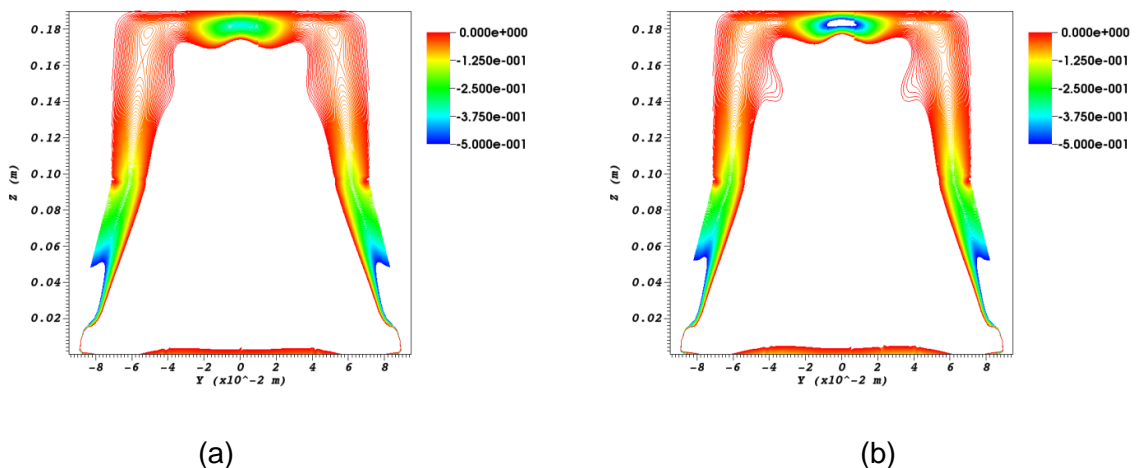 0.18
0.16
0.14
0.12
0.10
0.08
0.06
0.04
0.02
Z (m)
-8 -6 -4 -2 0 2 4 6 8
Y (x10^-2 m)
0.000e+000
-1.250e-001
-2.500e-001
-3.750e-001
-5.000e-001
(a)
0.18
0.16
0.14
0.12
0.10
0.08
0.06
0.04
0.02
Z (m)
-8 -6 -4 -2 0 2 4 6 8
Y (x10^-2 m)
0.000e+000
-1.250e-001
-2.500e-001
-3.750e-001
-5.000e-001
(b)